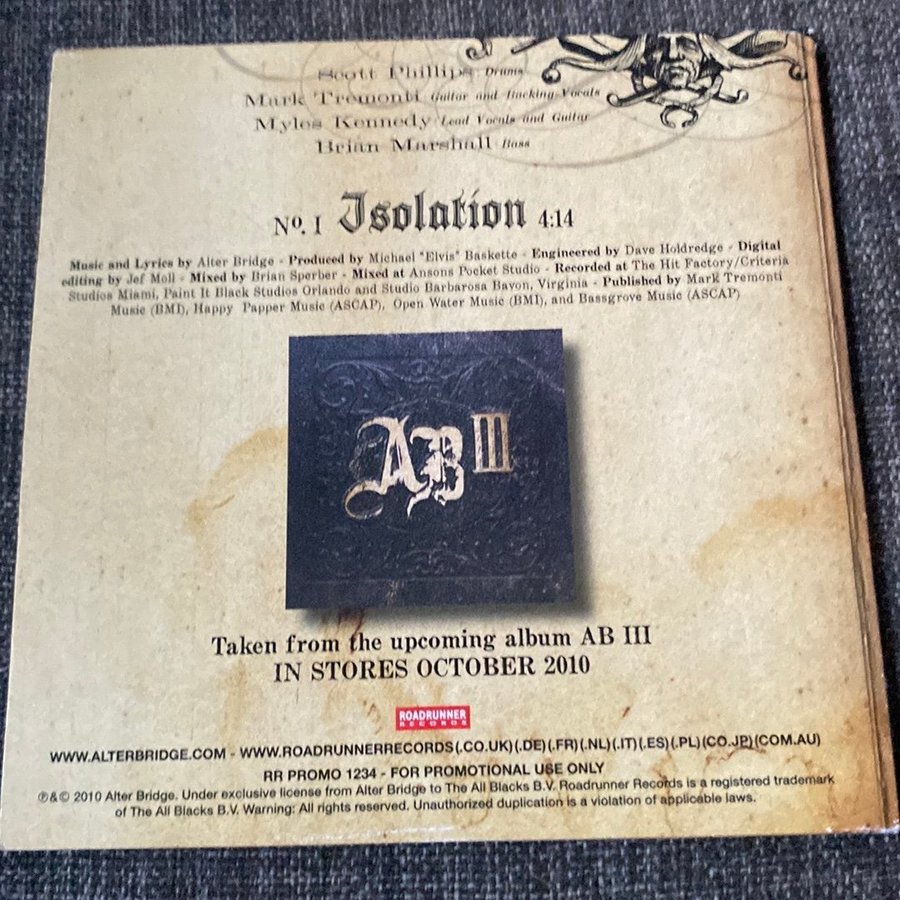 Scott Phillips Drums
Mark Tremonti Guitar and Backing Vocals
Myles Kennedy Lead Vocals and Guitar
Brian Marshall Bass
Nº. I Isolation 4:14
Music and Lyrics by Alter Bridge - Produced by Michael "Elvis" Baskette - Engineered by Dave Holdredge - Digital
editing by Jef Moll - Mixed by Brian Sperber - Mixed at Ansons Pocket Studio - Recorded at The Hit Factory/Criteria
Studios Miami, Paint It Black Studios Orlando and Studio Barbarosa Bavon, Virginia - Published by Mark Tremonti
Music (BMI), Happy Papper Music (ASCAP), Open Water Music (BMI), and Bassgrove Music (ASCAP)
AB III
Taken from the upcoming album AB III
IN STORES OCTOBER 2010
ROADRUNNER
RECORDS
WWW.ALTERBRIDGE.COM - WWW.ROADRUNNERRECORDS(.CO.UK)(.DE)(.FR)(.NL)(.IT)(.ES)(.PL)(CO.JP)(COM.AU)
RR PROMO 1234 - FOR PROMOTIONAL USE ONLY
℗&© 2010 Alter Bridge. Under exclusive license from Alter Bridge to The All Blacks B.V. Roadrunner Records is a registered trademark
of The All Blacks B.V. Warning: All rights reserved. Unauthorized duplication is a violation of applicable laws.